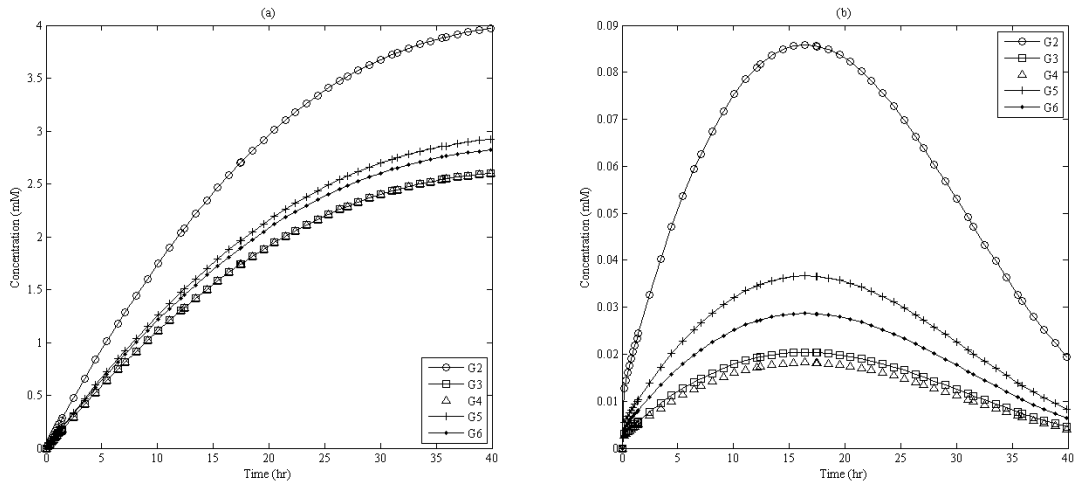 (a)
4
3.5
3
2.5
2
1.5
1
0.5
0
Concentration (mM)
0 5 10 15 20 25 30 35 40
Time (hr)
G2
G3
G4
G5
G6
(b)
0.09
0.08
0.07
0.06
0.05
0.04
0.03
0.02
0.01
0
Concentration (mM)
0 5 10 15 20 25 30 35 40
Time (hr)
G2
G3
G4
G5
G6